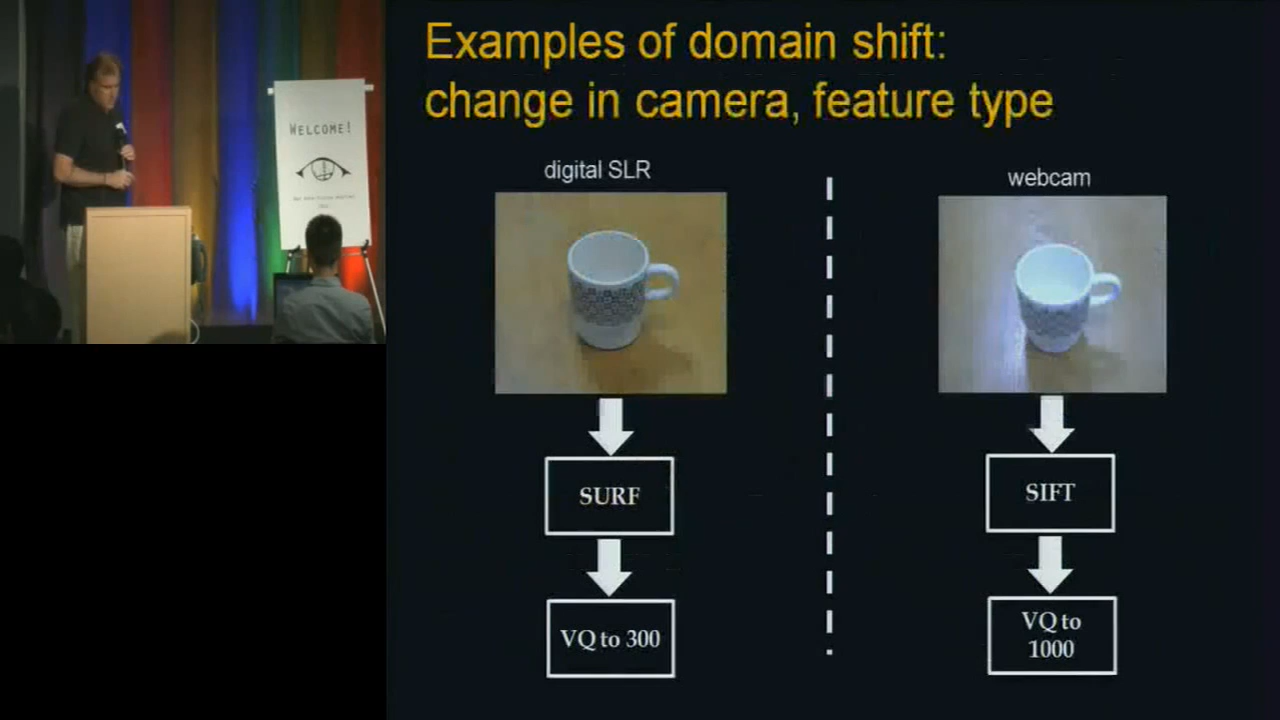 Examples of domain shift:
change in camera, feature type
digital SLR
webcam
WELCOME!
SURF
SIFT
VQ to 300
VQ to
1000